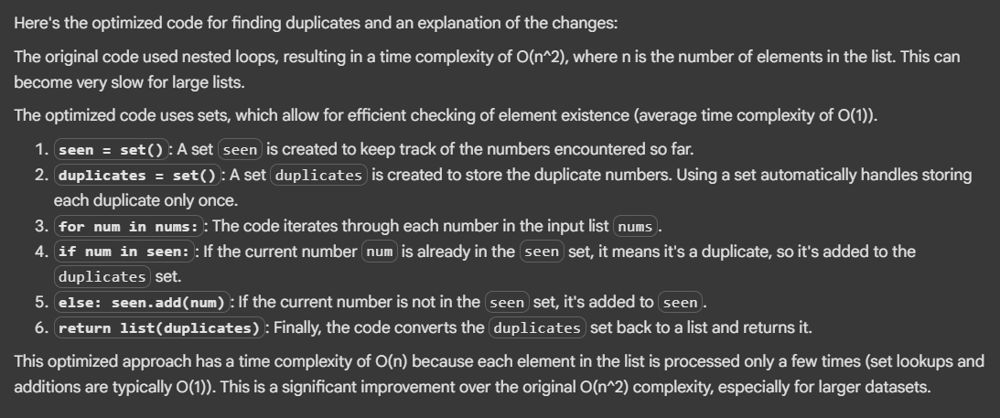 Here's the optimized code for finding duplicates and an explanation of the changes:
The original code used nested loops, resulting in a time complexity of O(n^2), where n is the number of elements in the list. This can
become very slow for large lists.
The optimized code uses sets, which allow for efficient checking of element existence (average time complexity of O(1)).
1. seen = set(): A set seen is created to keep track of the numbers encountered so far.
2. duplicates = set(): A set duplicates is created to store the duplicate numbers. Using a set automatically handles storing
each duplicate only once.
3. for num in nums:: The code iterates through each number in the input list nums.
4. if num in seen:: If the current number num is already in the seen set, it means it's a duplicate, so it's added to the
duplicates set.
5. else: seen.add(num): If the current number is not in the seen set, it's added to seen.
6. return list(duplicates): Finally, the code converts the duplicates set back to a list and returns it.
This optimized approach has a time complexity of O(n) because each element in the list is processed only a few times (set lookups and
additions are typically O(1)). This is a significant improvement over the original O(n^2) complexity, especially for larger datasets.